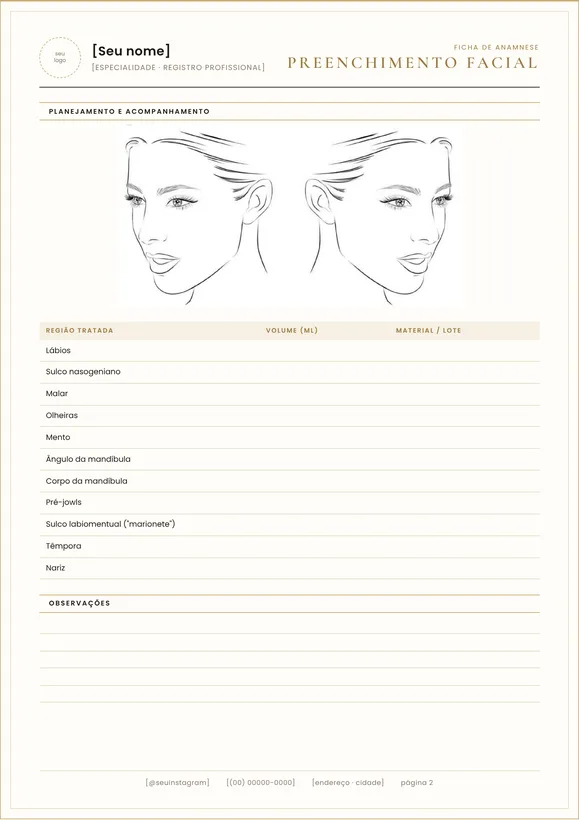 seu
logo
[Seu nome]
[ESPECIALIDADE · REGISTRO PROFISSIONAL]
FICHA DE ANAMNESE
PREENCHIMENTO FACIAL
PLANEJAMENTO E ACOMPANHAMENTO
REGIÃO TRATADA VOLUME (ML) MATERIAL / LOTE
Lábios
Sulco nasogeniano
Malar
Olheiras
Mento
Ângulo da mandíbula
Corpo da mandíbula
Pré-jowls
Sulco labiomentual ("marionete")
Têmpora
Nariz
OBSERVAÇÕES
[@seuinstagram] [(00) 00000-0000] [endereço · cidade] página 2